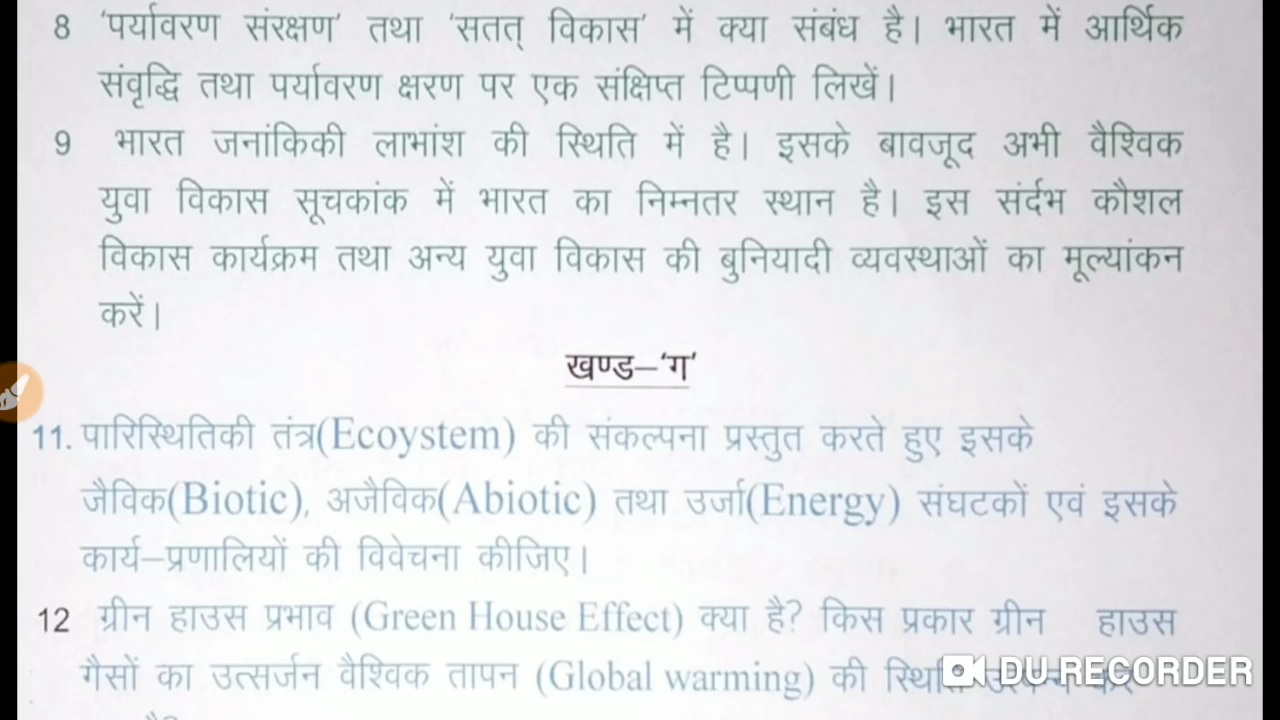 8 'पर्यावरण संरक्षण' तथा 'सतत् विकास' में क्या संबंध है। भारत में आर्थिक
संवृद्धि तथा पर्यावरण क्षरण पर एक संक्षिप्त टिप्पणी लिखें।
9 भारत जनांकिकी लाभांश की स्थिति में है। इसके बावजूद अभी वैश्विक
युवा विकास सूचकांक में भारत का निम्नतर स्थान है। इस संर्दभ कौशल
विकास कार्यक्रम तथा अन्य युवा विकास की बुनियादी व्यवस्थाओं का मूल्यांकन
करें।
खण्ड–'ग'
11. पारिस्थितिकी तंत्र(Ecoystem) की संकल्पना प्रस्तुत करते हुए इसके
जैविक(Biotic), अजैविक(Abiotic) तथा उर्जा(Energy) संघटकों एवं इसके
कार्य–प्रणालियों की विवेचना कीजिए।
12 ग्रीन हाउस प्रभाव (Green House Effect) क्या है? किस प्रकार ग्रीन हाउस
गैसों का उत्सर्जन वैश्विक तापन (Global warming) की
DU RECORDER